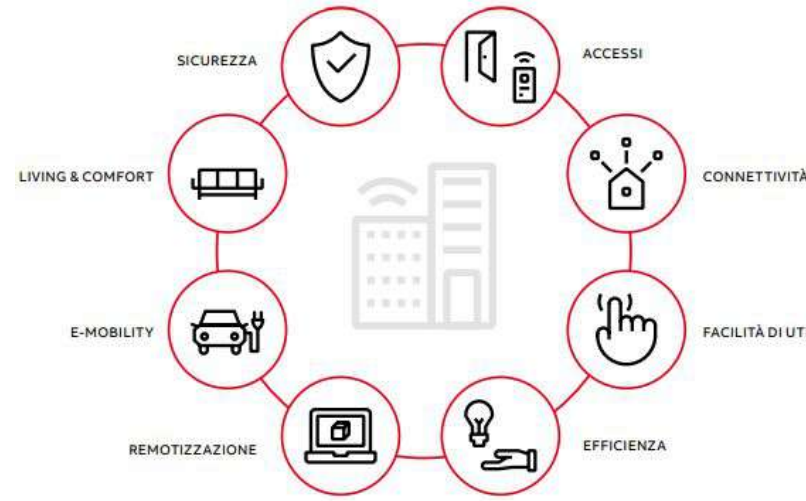 SICUREZZA
ACCESSI
LIVING & COMFORT
CONNETTIVITÀ
E-MOBILITY
FACILITÀ DI UT
REMOTIZZAZIONE
EFFICIENZA